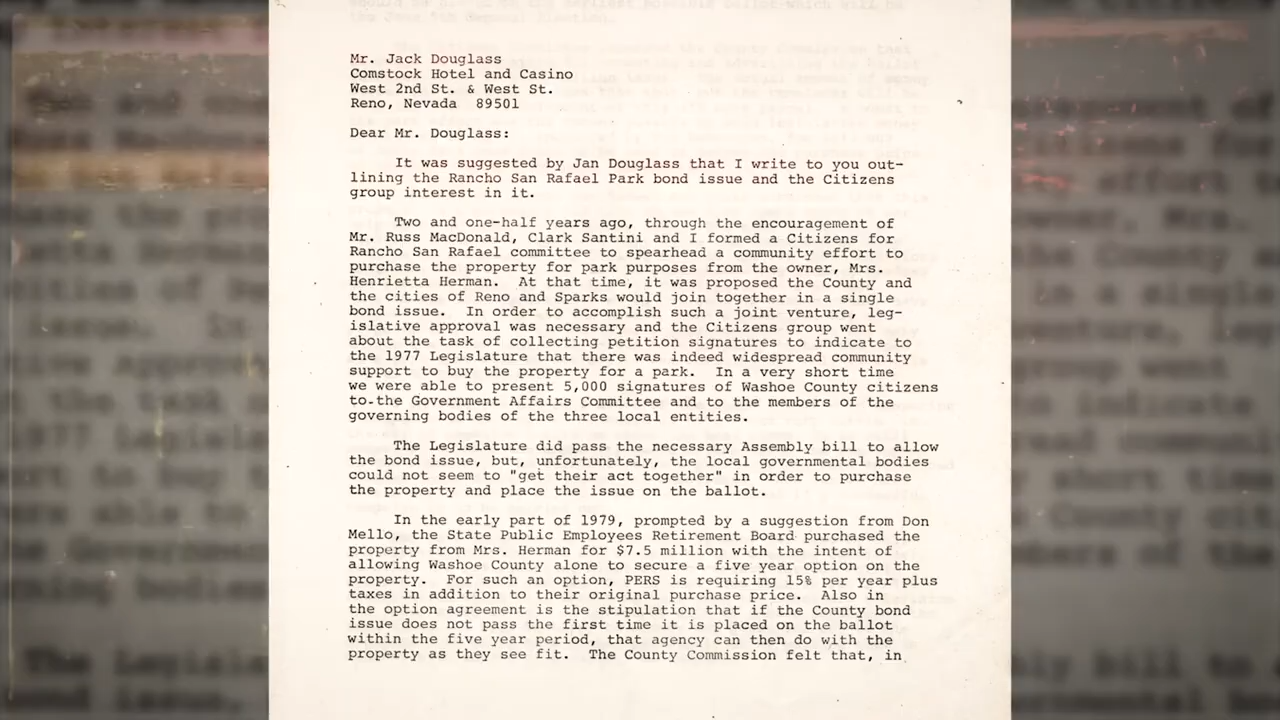 Mr. Jack Douglass
Comstock Hotel and Casino
West 2nd St. & West St.
Reno, Nevada  89501
Dear Mr. Douglass:
It was suggested by Jan Douglass that I write to you out-
lining the Rancho San Rafael Park bond issue and the Citizens
group interest in it.
Two and one-half years ago, through the encouragement of
Mr. Russ MacDonald, Clark Santini and I formed a Citizens for
Rancho San Rafael committee to spearhead a community effort to
purchase the property for park purposes from the owner, Mrs.
Henrietta Herman.  At that time, it was proposed the County and
the cities of Reno and Sparks would join together in a single
bond issue.  In order to accomplish such a joint venture, leg-
islative approval was necessary and the Citizens group went
about the task of collecting petition signatures to indicate to
the 1977 Legislature that there was indeed widespread community
support to buy the property for a park.  In a very short time
we were able to present 5,000 signatures of Washoe County citizens
to the Government Affairs Committee and to the members of the
governing bodies of the three local entities.
The Legislature did pass the necessary Assembly bill to allow
the bond issue, but, unfortunately, the local governmental bodies
could not seem to "get their act together" in order to purchase
the property and place the issue on the ballot.
In the early part of 1979, prompted by a suggestion from Don
Mello, the State Public Employees Retirement Board purchased the
property from Mrs. Herman for $7.5 million with the intent of
allowing Washoe County alone to secure a five year option on the
property.  For such an option, PERS is requiring 15% per year plus
taxes in addition to their original purchase price.  Also in
the option agreement is the stipulation that if the County bond
issue does not pass the first time it is placed on the ballot
within the five year period, that agency can then do with the
property as they see fit.  The County Commission felt that, in